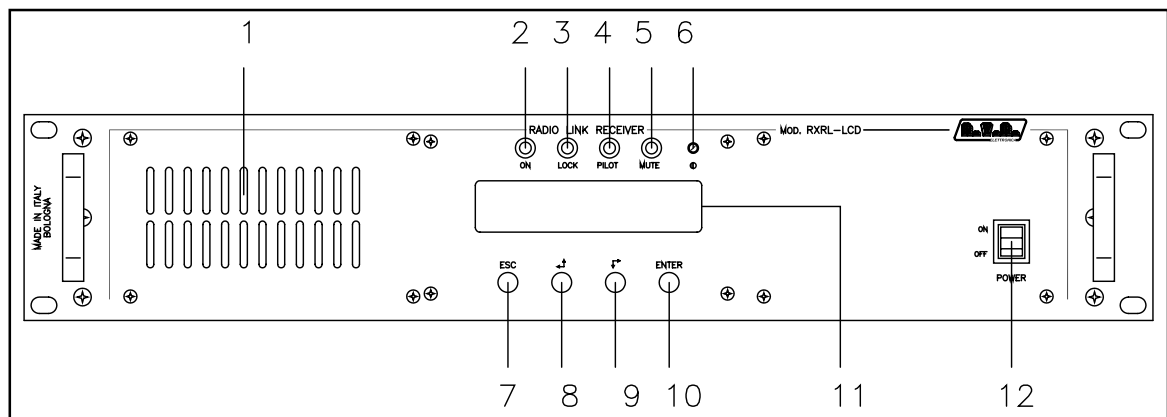 1 2 3 4 5 6
RADIO LINK RECEIVER
MOD. RXRL-LCD
ELETTRONICA
ON LOCK PILOT MUTE
MADE IN ITALY
BOLOGNA
ON
OFF
POWER
ESC ENTER
7 8 9 10 11 12